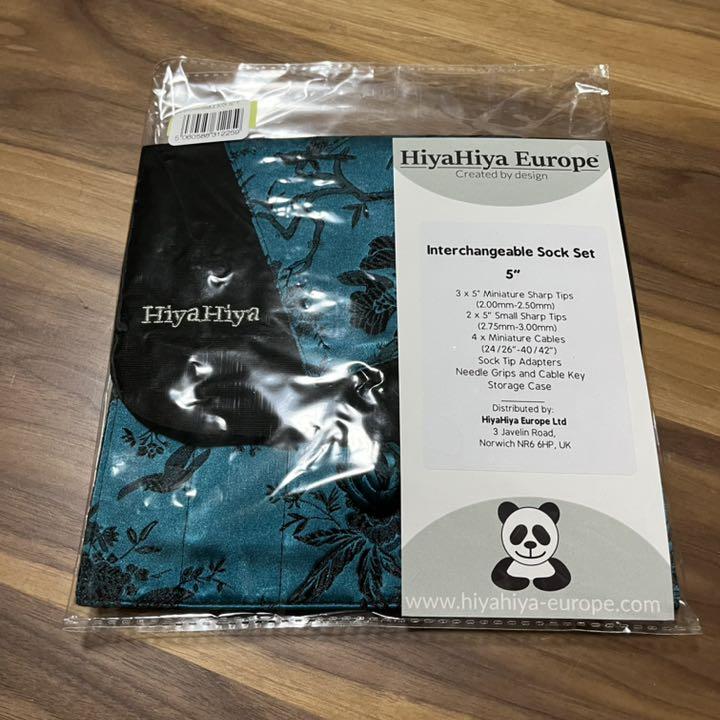 5060588312259
HiyaHiya Europe
Created by design
HiyaHiya
Interchangeable Sock Set
5"
3 x 5" Miniature Sharp Tips
(2.00mm-2.50mm)
2 x 5" Small Sharp Tips
(2.75mm-3.00mm)
4 x Miniature Cables
(24/26"-40/42")
Sock Tip Adapters
Needle Grips and Cable Key
Storage Case
Distributed by:
HiyaHiya Europe Ltd
3 Javelin Road,
Norwich NR6 6HP, UK
www.hiyahiya-europe.com